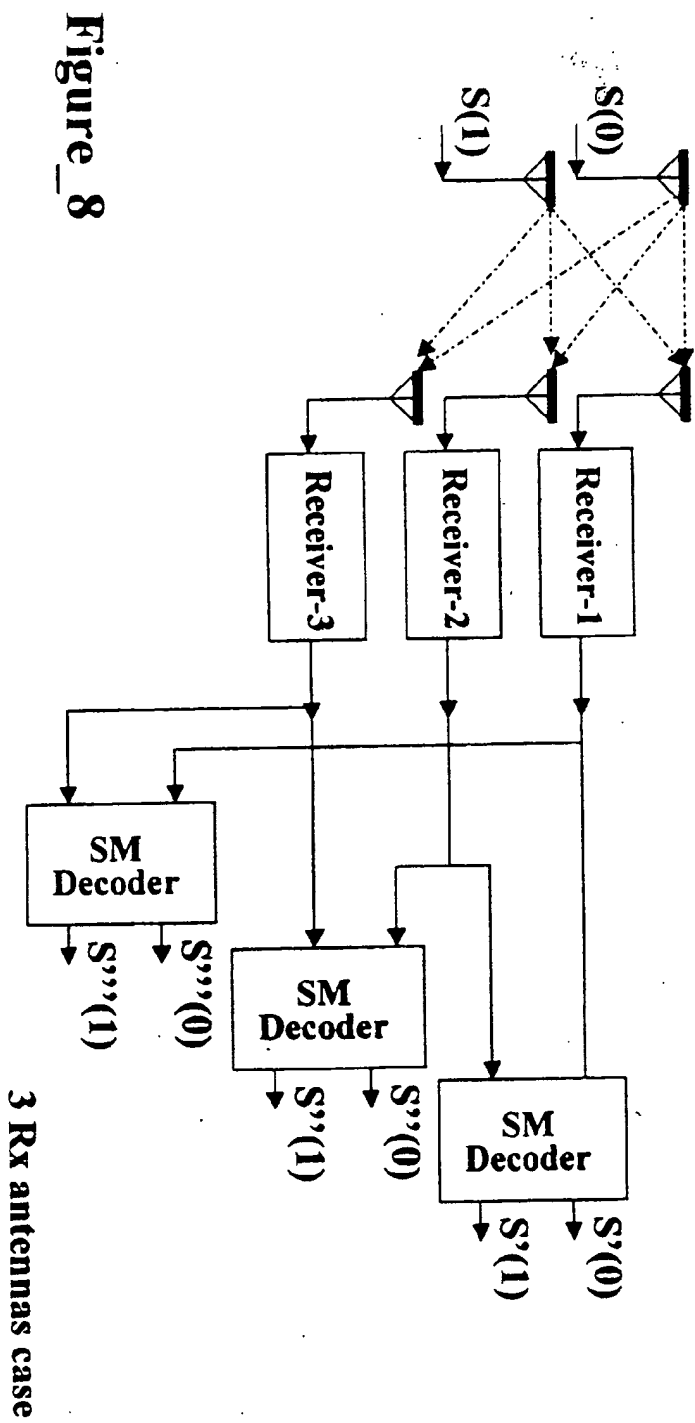 S(0)
S(1)
Receiver-1
Receiver-2
Receiver-3
SM
Decoder
S'(0)
S'(1)
SM
Decoder
S''(0)
S''(1)
SM
Decoder
S'''(0)
S'''(1)
3 Rx antennas case
Figure_8